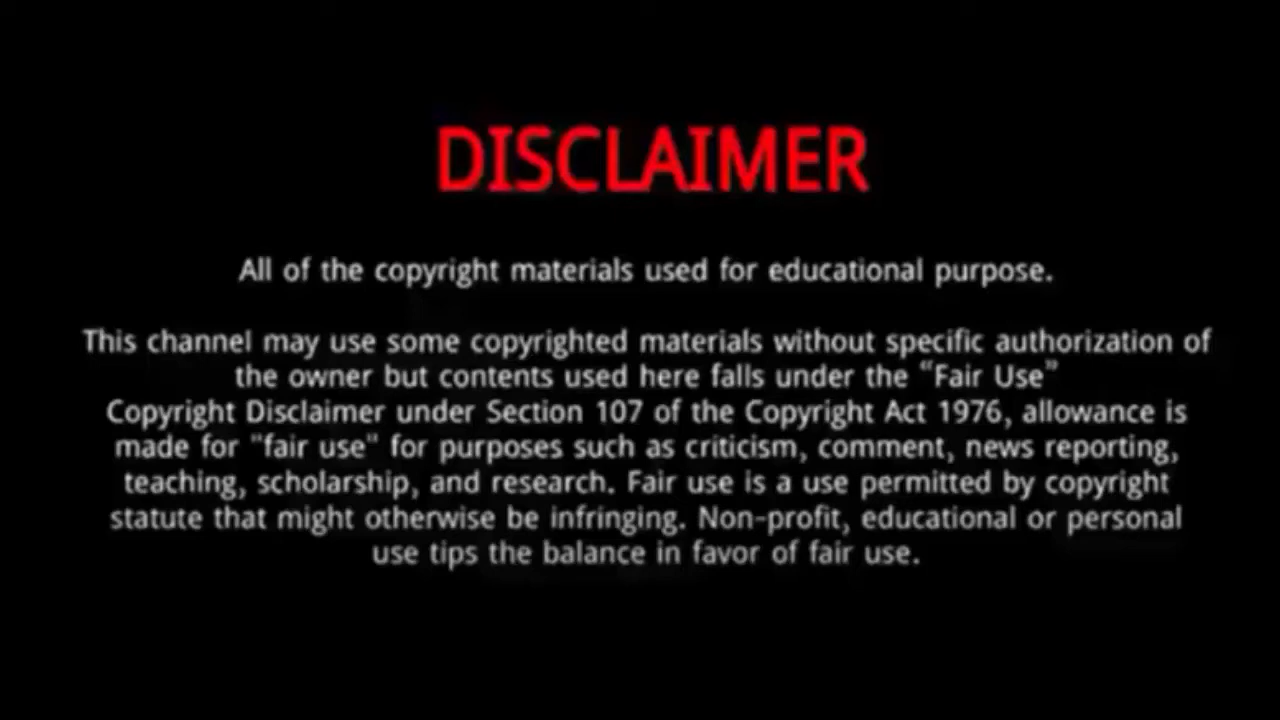 DISCLAIMER
All of the copyright materials used for educational purpose.
This channel may use some copyrighted materials without specific authorization of
the owner but contents used here falls under the “Fair Use”
Copyright Disclaimer under Section 107 of the Copyright Act 1976, allowance is
made for "fair use" for purposes such as criticism, comment, news reporting,
teaching, scholarship, and research. Fair use is a use permitted by copyright
statute that might otherwise be infringing. Non-profit, educational or personal
use tips the balance in favor of fair use.